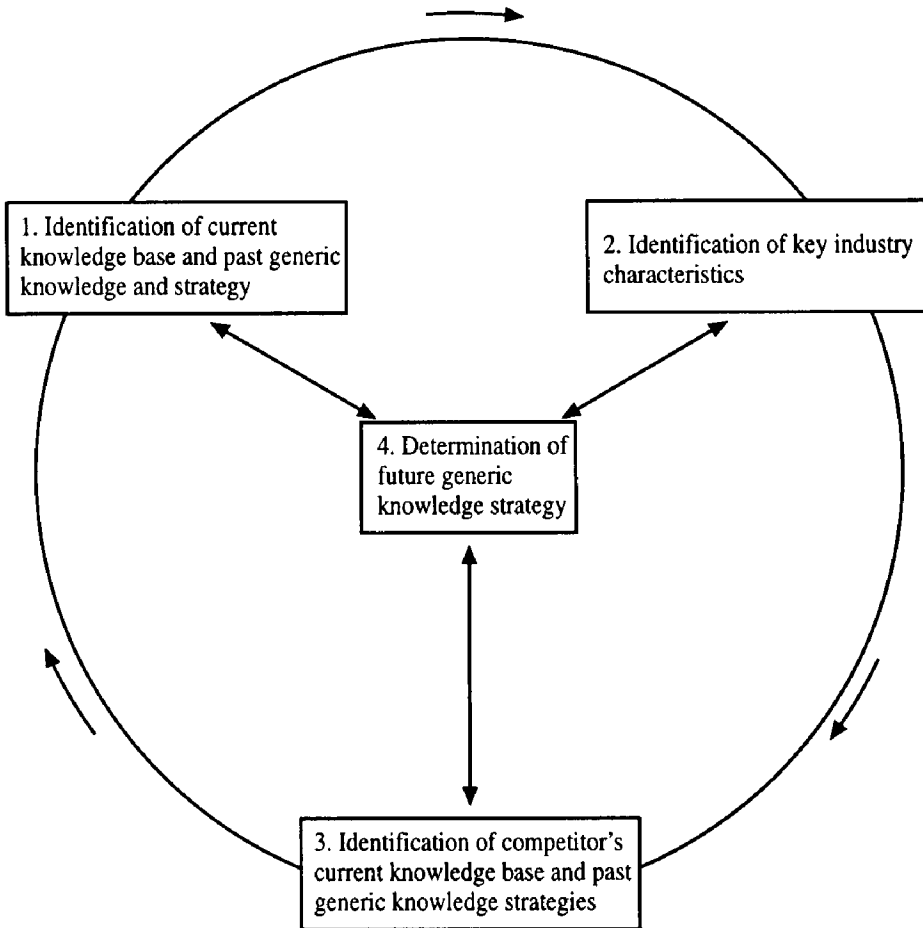 1. Identification of current
knowledge base and past generic
knowledge and strategy
2. Identification of key industry
characteristics
4. Determination of
future generic
knowledge strategy
3. Identification of competitor's
current knowledge base and past
generic knowledge strategies